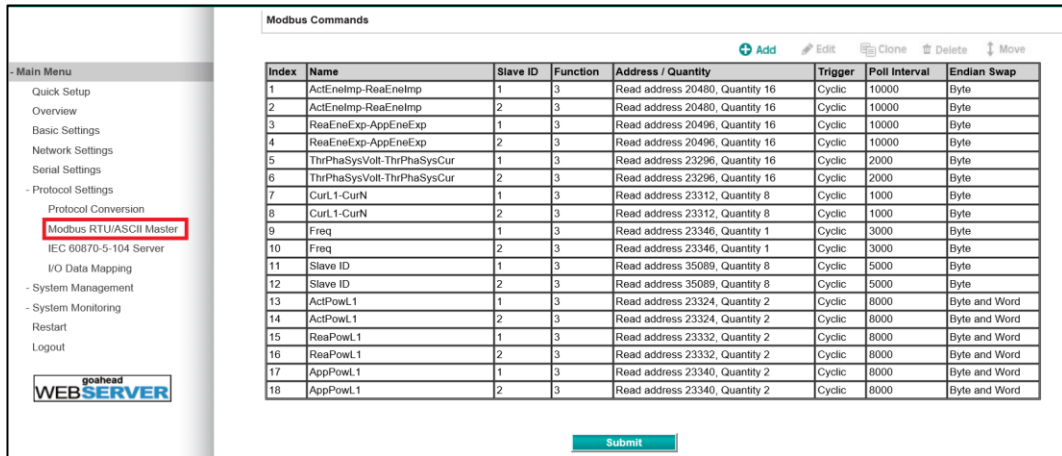 Modbus Commands
Add Edit Clone Delete Move
- Main Menu
Quick Setup
Overview
Basic Settings
Network Settings
Serial Settings
- Protocol Settings
Protocol Conversion
Modbus RTU/ASCII Master
IEC 60870-5-104 Server
I/O Data Mapping
- System Management
- System Monitoring
Restart
Logout
goahead
WEBSERVER
Index Name Slave ID Function Address / Quantity Trigger Poll Interval Endian Swap
1 ActEneImp-ReaEneImp 1 3 Read address 20480, Quantity 16 Cyclic 10000 Byte
2 ActEneImp-ReaEneImp 2 3 Read address 20480, Quantity 16 Cyclic 10000 Byte
3 ReaEneExp-AppEneExp 1 3 Read address 20496, Quantity 16 Cyclic 10000 Byte
4 ReaEneExp-AppEneExp 2 3 Read address 20496, Quantity 16 Cyclic 10000 Byte
5 ThrPhaSysVolt-ThrPhaSysCur 1 3 Read address 23296, Quantity 16 Cyclic 2000 Byte
6 ThrPhaSysVolt-ThrPhaSysCur 2 3 Read address 23296, Quantity 16 Cyclic 2000 Byte
7 CurL1-CurN 1 3 Read address 23312, Quantity 8 Cyclic 1000 Byte
8 CurL1-CurN 2 3 Read address 23312, Quantity 8 Cyclic 1000 Byte
9 Freq 1 3 Read address 23346, Quantity 1 Cyclic 3000 Byte
10 Freq 2 3 Read address 23346, Quantity 1 Cyclic 3000 Byte
11 Slave ID 1 3 Read address 35089, Quantity 8 Cyclic 5000 Byte
12 Slave ID 2 3 Read address 35089, Quantity 8 Cyclic 5000 Byte
13 ActPowL1 1 3 Read address 23324, Quantity 2 Cyclic 8000 Byte and Word
14 ActPowL1 2 3 Read address 23324, Quantity 2 Cyclic 8000 Byte and Word
15 ReaPowL1 1 3 Read address 23332, Quantity 2 Cyclic 8000 Byte and Word
16 ReaPowL1 2 3 Read address 23332, Quantity 2 Cyclic 8000 Byte and Word
17 AppPowL1 1 3 Read address 23340, Quantity 2 Cyclic 8000 Byte and Word
18 AppPowL1 2 3 Read address 23340, Quantity 2 Cyclic 8000 Byte and Word
Submit